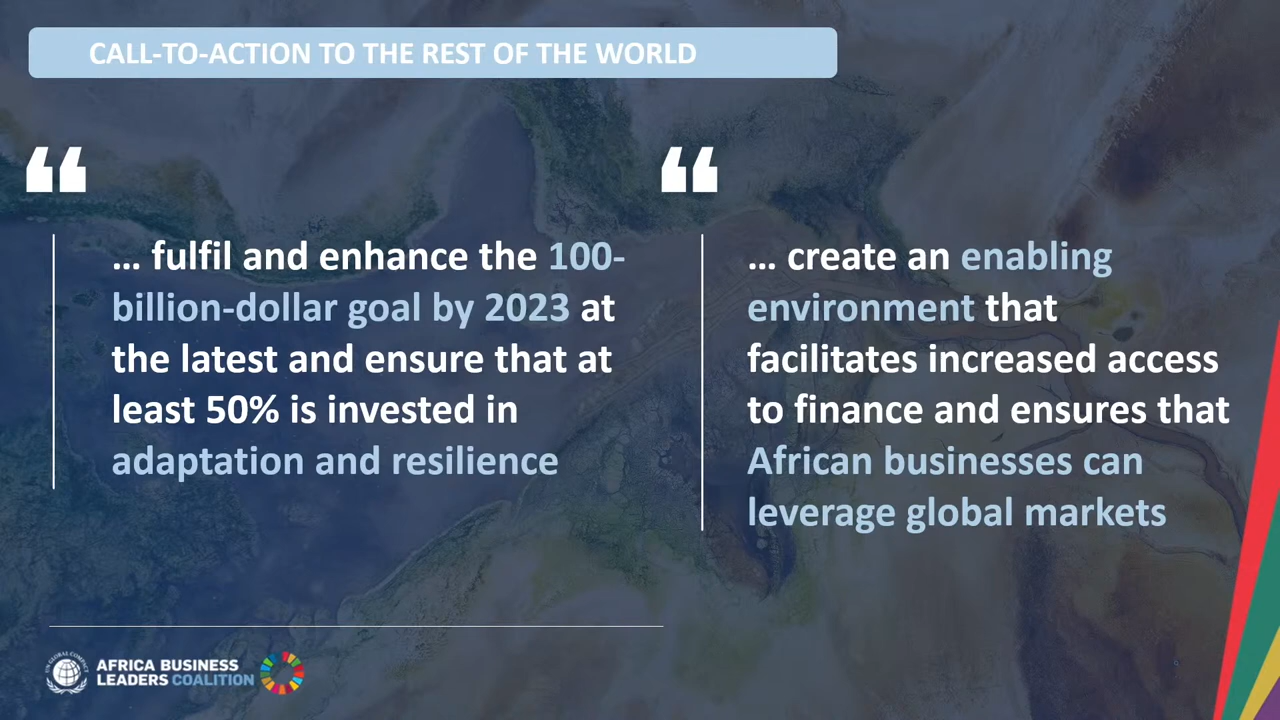 CALL-TO-ACTION TO THE REST OF THE WORLD
“
… fulfil and enhance the 100-
billion-dollar goal by 2023 at
the latest and ensure that at
least 50% is invested in
adaptation and resilience
“
… create an enabling
environment that
facilitates increased access
to finance and ensures that
African businesses can
leverage global markets
UN GLOBAL COMPACT
AFRICA BUSINESS
LEADERS COALITION